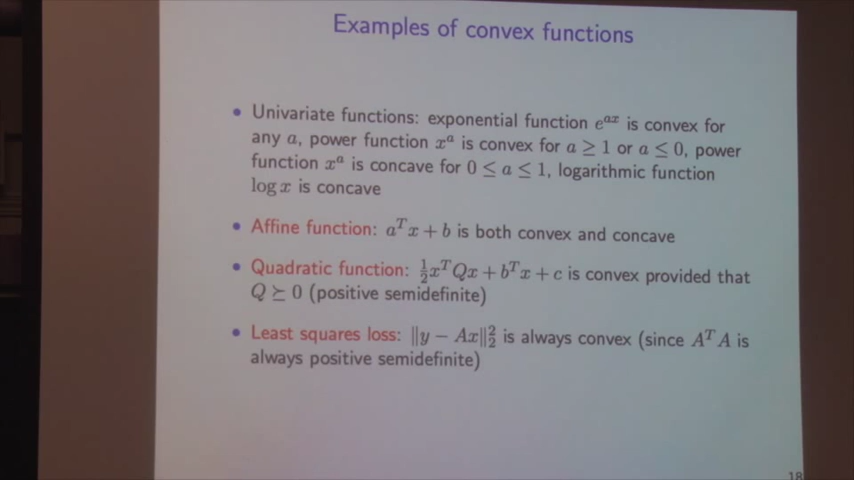 Examples of convex functions
• Univariate functions: exponential function e^{ax} is convex for
any a, power function x^a is convex for a ≥ 1 or a ≤ 0, power
function x^a is concave for 0 ≤ a ≤ 1, logarithmic function
log x is concave
• Affine function: a^T x + b is both convex and concave
• Quadratic function: ½x^T Qx + b^T x + c is convex provided that
Q ⪰ 0 (positive semidefinite)
• Least squares loss: ‖y − Ax‖₂² is always convex (since A^T A is
always positive semidefinite)
18